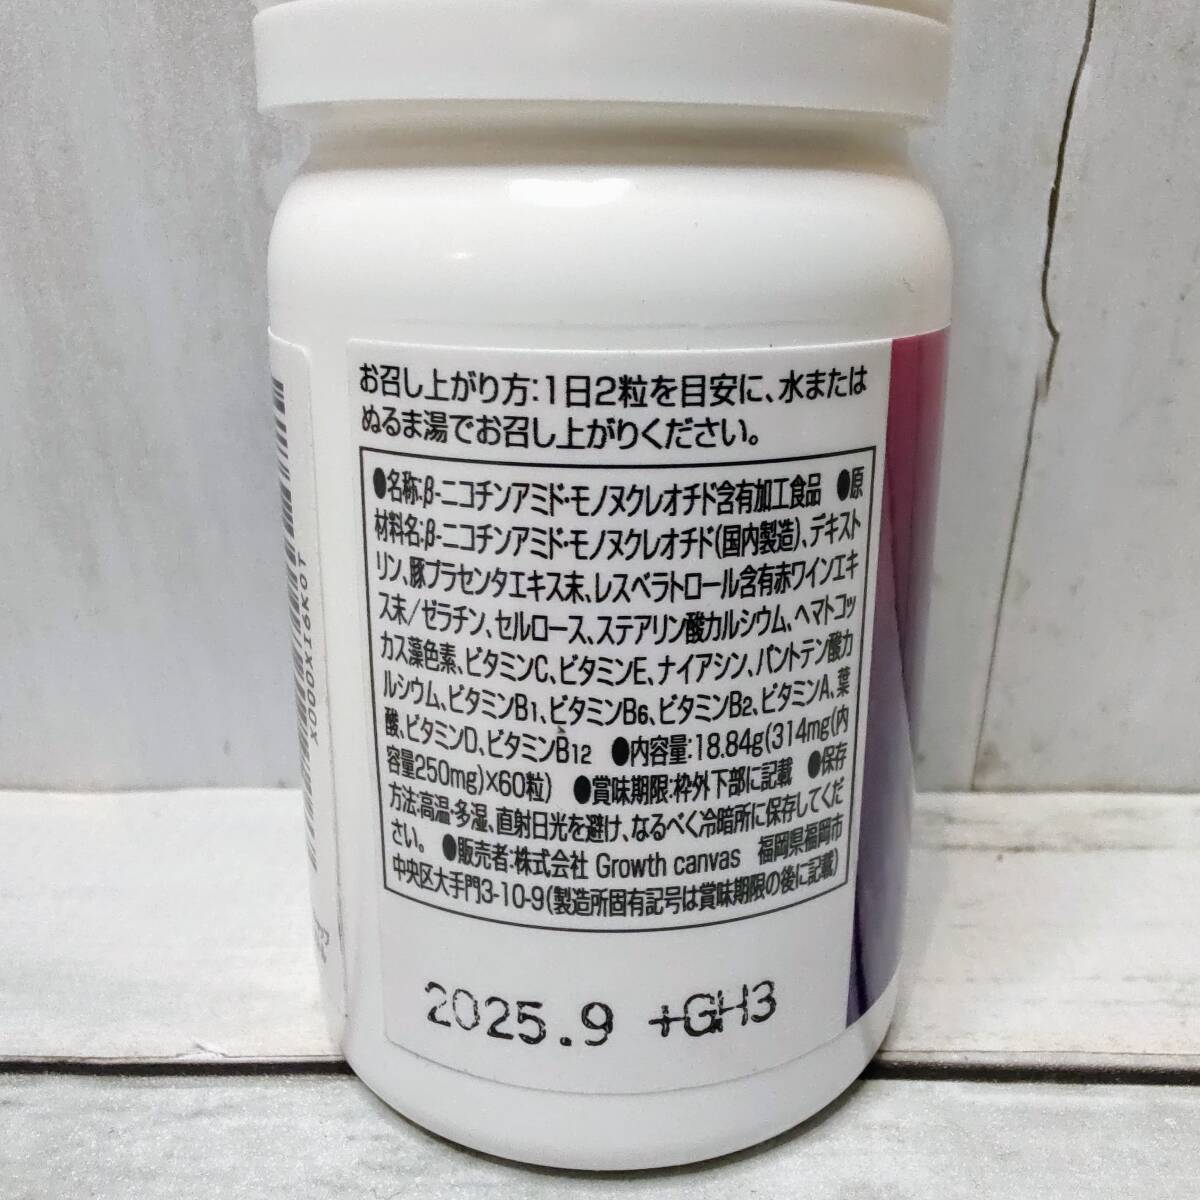 お召し上がり方:1日2粒を目安に、水または
ぬるま湯でお召し上がりください。
●名称:β-ニコチンアミド・モノヌクレオチド含有加工食品 ●原
材料名:β-ニコチンアミド・モノヌクレオチド(国内製造)、デキスト
リン、豚プラセンタエキス末、レスベラトロール含有赤ワインエキ
ス末/ゼラチン、セルロース、ステアリン酸カルシウム、ヘマトコッ
カス藻色素、ビタミンC、ビタミンE、ナイアシン、パントテン酸カ
ルシウム、ビタミンB1、ビタミンB6、ビタミンB2、ビタミンA、葉
酸、ビタミンD、ビタミンB12 ●内容量:18.84g(314mg(内
容量250mg)×60粒) ●賞味期限:枠外下部に記載 ●保存
方法:高温・多湿、直射日光を避け、なるべく冷暗所に保存してくだ
さい。 ●販売者:株式会社 Growth canvas 福岡県福岡市
中央区大手門3-10-9(製造所固有記号は賞味期限の後に記載)
2025.9 +GH3
X000X16K0T